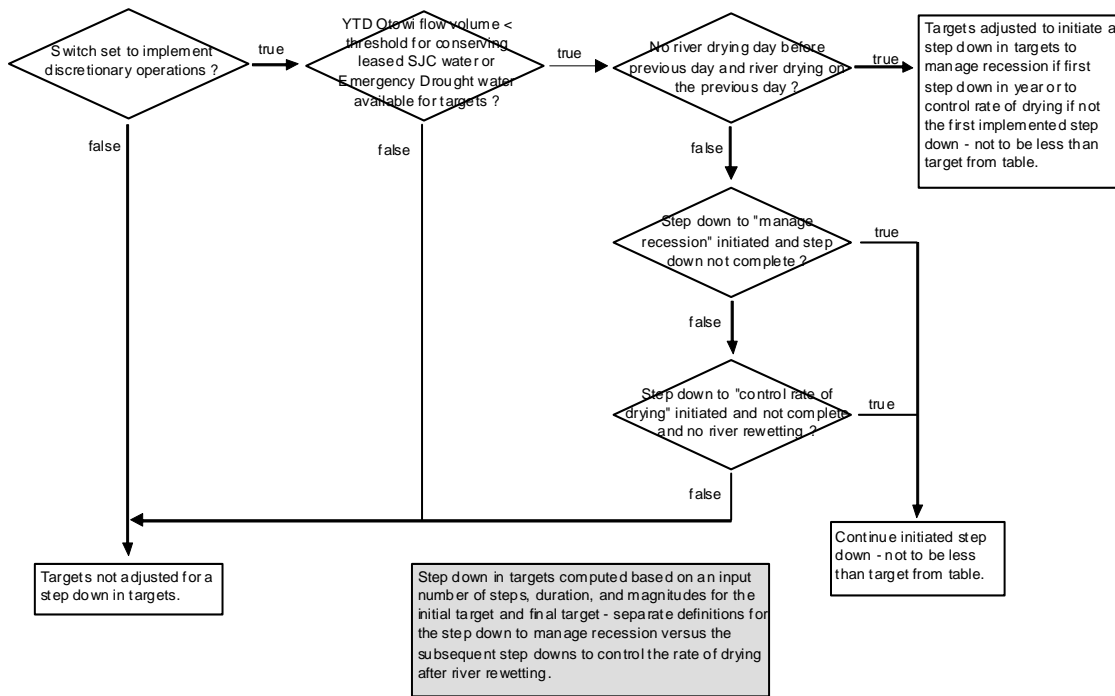 Switch set to implement
discretionary operations ?
true
false
YTD Otowi flow volume <
threshold for conserving
leased SJC water or
Emergency Drought water
available for targets ?
true
false
No river drying day before
previous day and river drying on
the previous day ?
true
false
Targets adjusted to initiate a
step down in targets to
manage recession if first
step down in year or to
control rate of drying if not
the first implemented step
down - not to be less than
target from table.
Step down to "manage
recession" initiated and step
down not complete ?
true
false
Step down to "control rate of
drying" initiated and not complete
and no river rewetting ?
true
false
Continue initiated step
down - not to be less
than target from table.
Targets not adjusted for a
step down in targets.
Step down in targets computed based on an input
number of steps, duration, and magnitudes for the
initial target and final target - separate definitions for
the step down to manage recession versus the
subsequent step downs to control the rate of drying
after river rewetting.